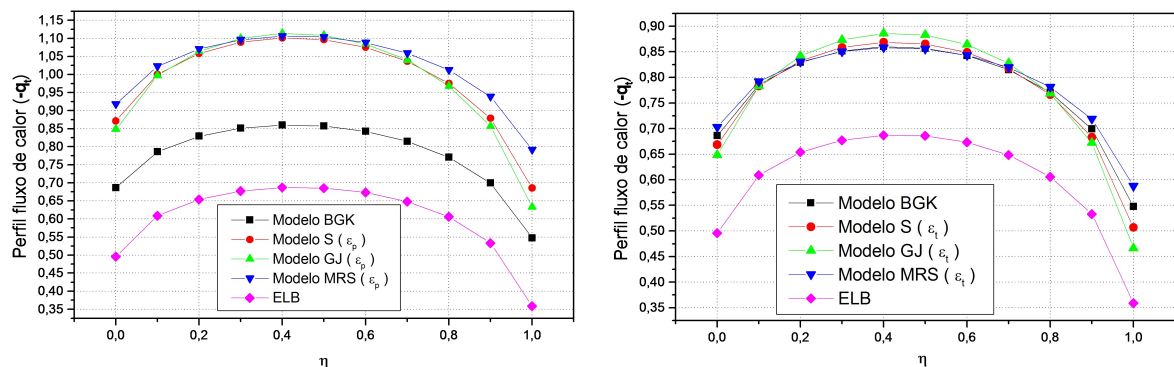 Perfil fluxo de calor (-qt)
1,15
1,10
1,05
1,00
0,95
0,90
0,85
0,80
0,75
0,70
0,65
0,60
0,55
0,50
0,45
0,40
0,35
0,0
0,2
0,4
0,6
0,8
1,0
η
Modelo BGK
Modelo S ( εp )
Modelo GJ ( εp )
Modelo MRS ( εp )
ELB
Perfil fluxo de calor (-qt)
0,90
0,85
0,80
0,75
0,70
0,65
0,60
0,55
0,50
0,45
0,40
0,35
0,0
0,2
0,4
0,6
0,8
1,0
η
Modelo BGK
Modelo S ( εt )
Modelo GJ ( εt )
Modelo MRS ( εt )
ELB